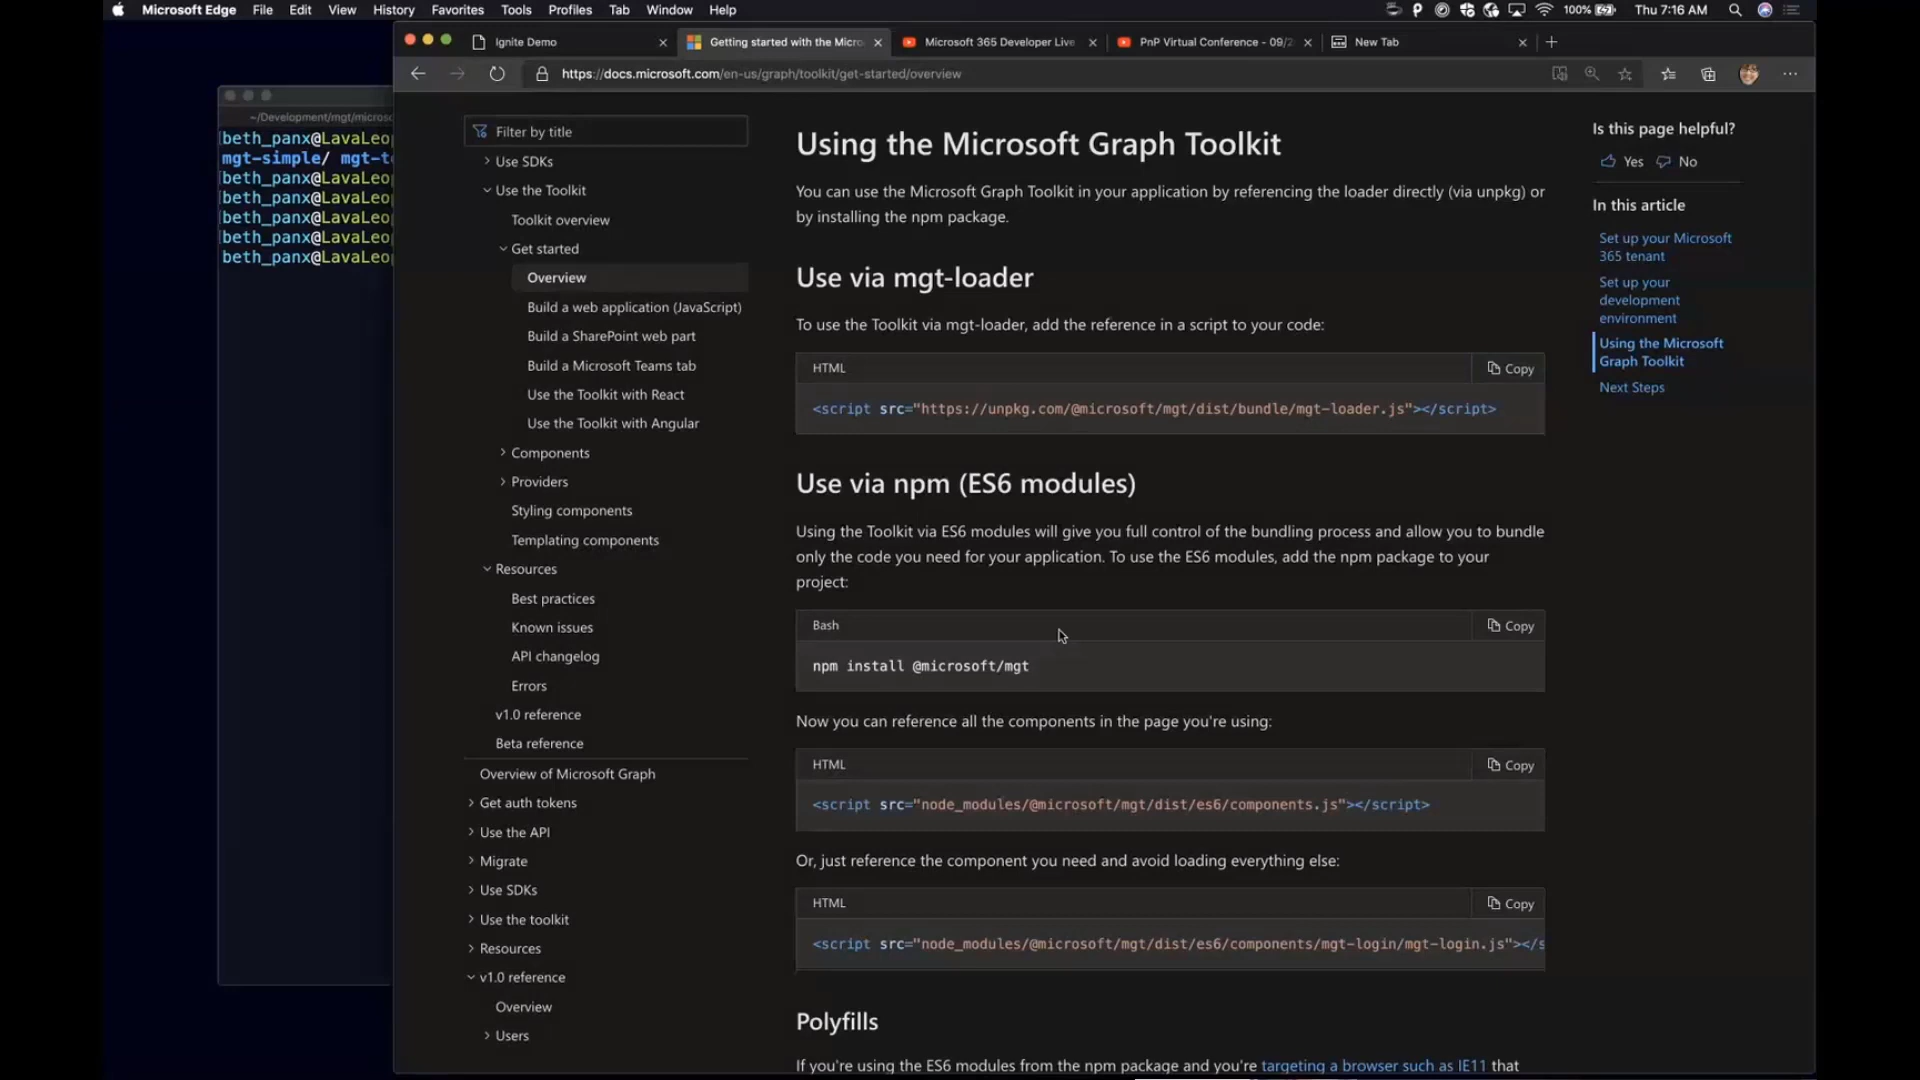 Microsoft Edge File Edit View History Favorites Tools Profiles Tab Window Help 100% Thu 7:16 AM
Ignite Demo Getting started with the Micro Microsoft 365 Developer Live PnP Virtual Conference - 09/2 New Tab
https://docs.microsoft.com/en-us/graph/toolkit/get-started/overview
~/Development/mgt/microso
beth_panx@LavaLeo
mgt-simple/ mgt-t
beth_panx@LavaLeo
beth_panx@LavaLeo
beth_panx@LavaLeo
beth_panx@LavaLeo
beth_panx@LavaLeo
Filter by title
Use SDKs
Use the Toolkit
Toolkit overview
Get started
Overview
Build a web application (JavaScript)
Build a SharePoint web part
Build a Microsoft Teams tab
Use the Toolkit with React
Use the Toolkit with Angular
Components
Providers
Styling components
Templating components
Resources
Best practices
Known issues
API changelog
Errors
v1.0 reference
Beta reference
Overview of Microsoft Graph
Get auth tokens
Use the API
Migrate
Use SDKs
Use the toolkit
Resources
v1.0 reference
Overview
Users
Using the Microsoft Graph Toolkit
You can use the Microsoft Graph Toolkit in your application by referencing the loader directly (via unpkg) or
by installing the npm package.
Use via mgt-loader
To use the Toolkit via mgt-loader, add the reference in a script to your code:
HTML Copy
<script src="https://unpkg.com/@microsoft/mgt/dist/bundle/mgt-loader.js"></script>
Use via npm (ES6 modules)
Using the Toolkit via ES6 modules will give you full control of the bundling process and allow you to bundle
only the code you need for your application. To use the ES6 modules, add the npm package to your
project:
Bash Copy
npm install @microsoft/mgt
Now you can reference all the components in the page you're using:
HTML Copy
<script src="node_modules/@microsoft/mgt/dist/es6/components.js"></script>
Or, just reference the component you need and avoid loading everything else:
HTML Copy
<script src="node_modules/@microsoft/mgt/dist/es6/components/mgt-login/mgt-login.js"></s
Polyfills
If you're using the ES6 modules from the npm package and you're targeting a browser such as IE11 that
Is this page helpful?
Yes No
In this article
Set up your Microsoft
365 tenant
Set up your
development
environment
Using the Microsoft
Graph Toolkit
Next Steps